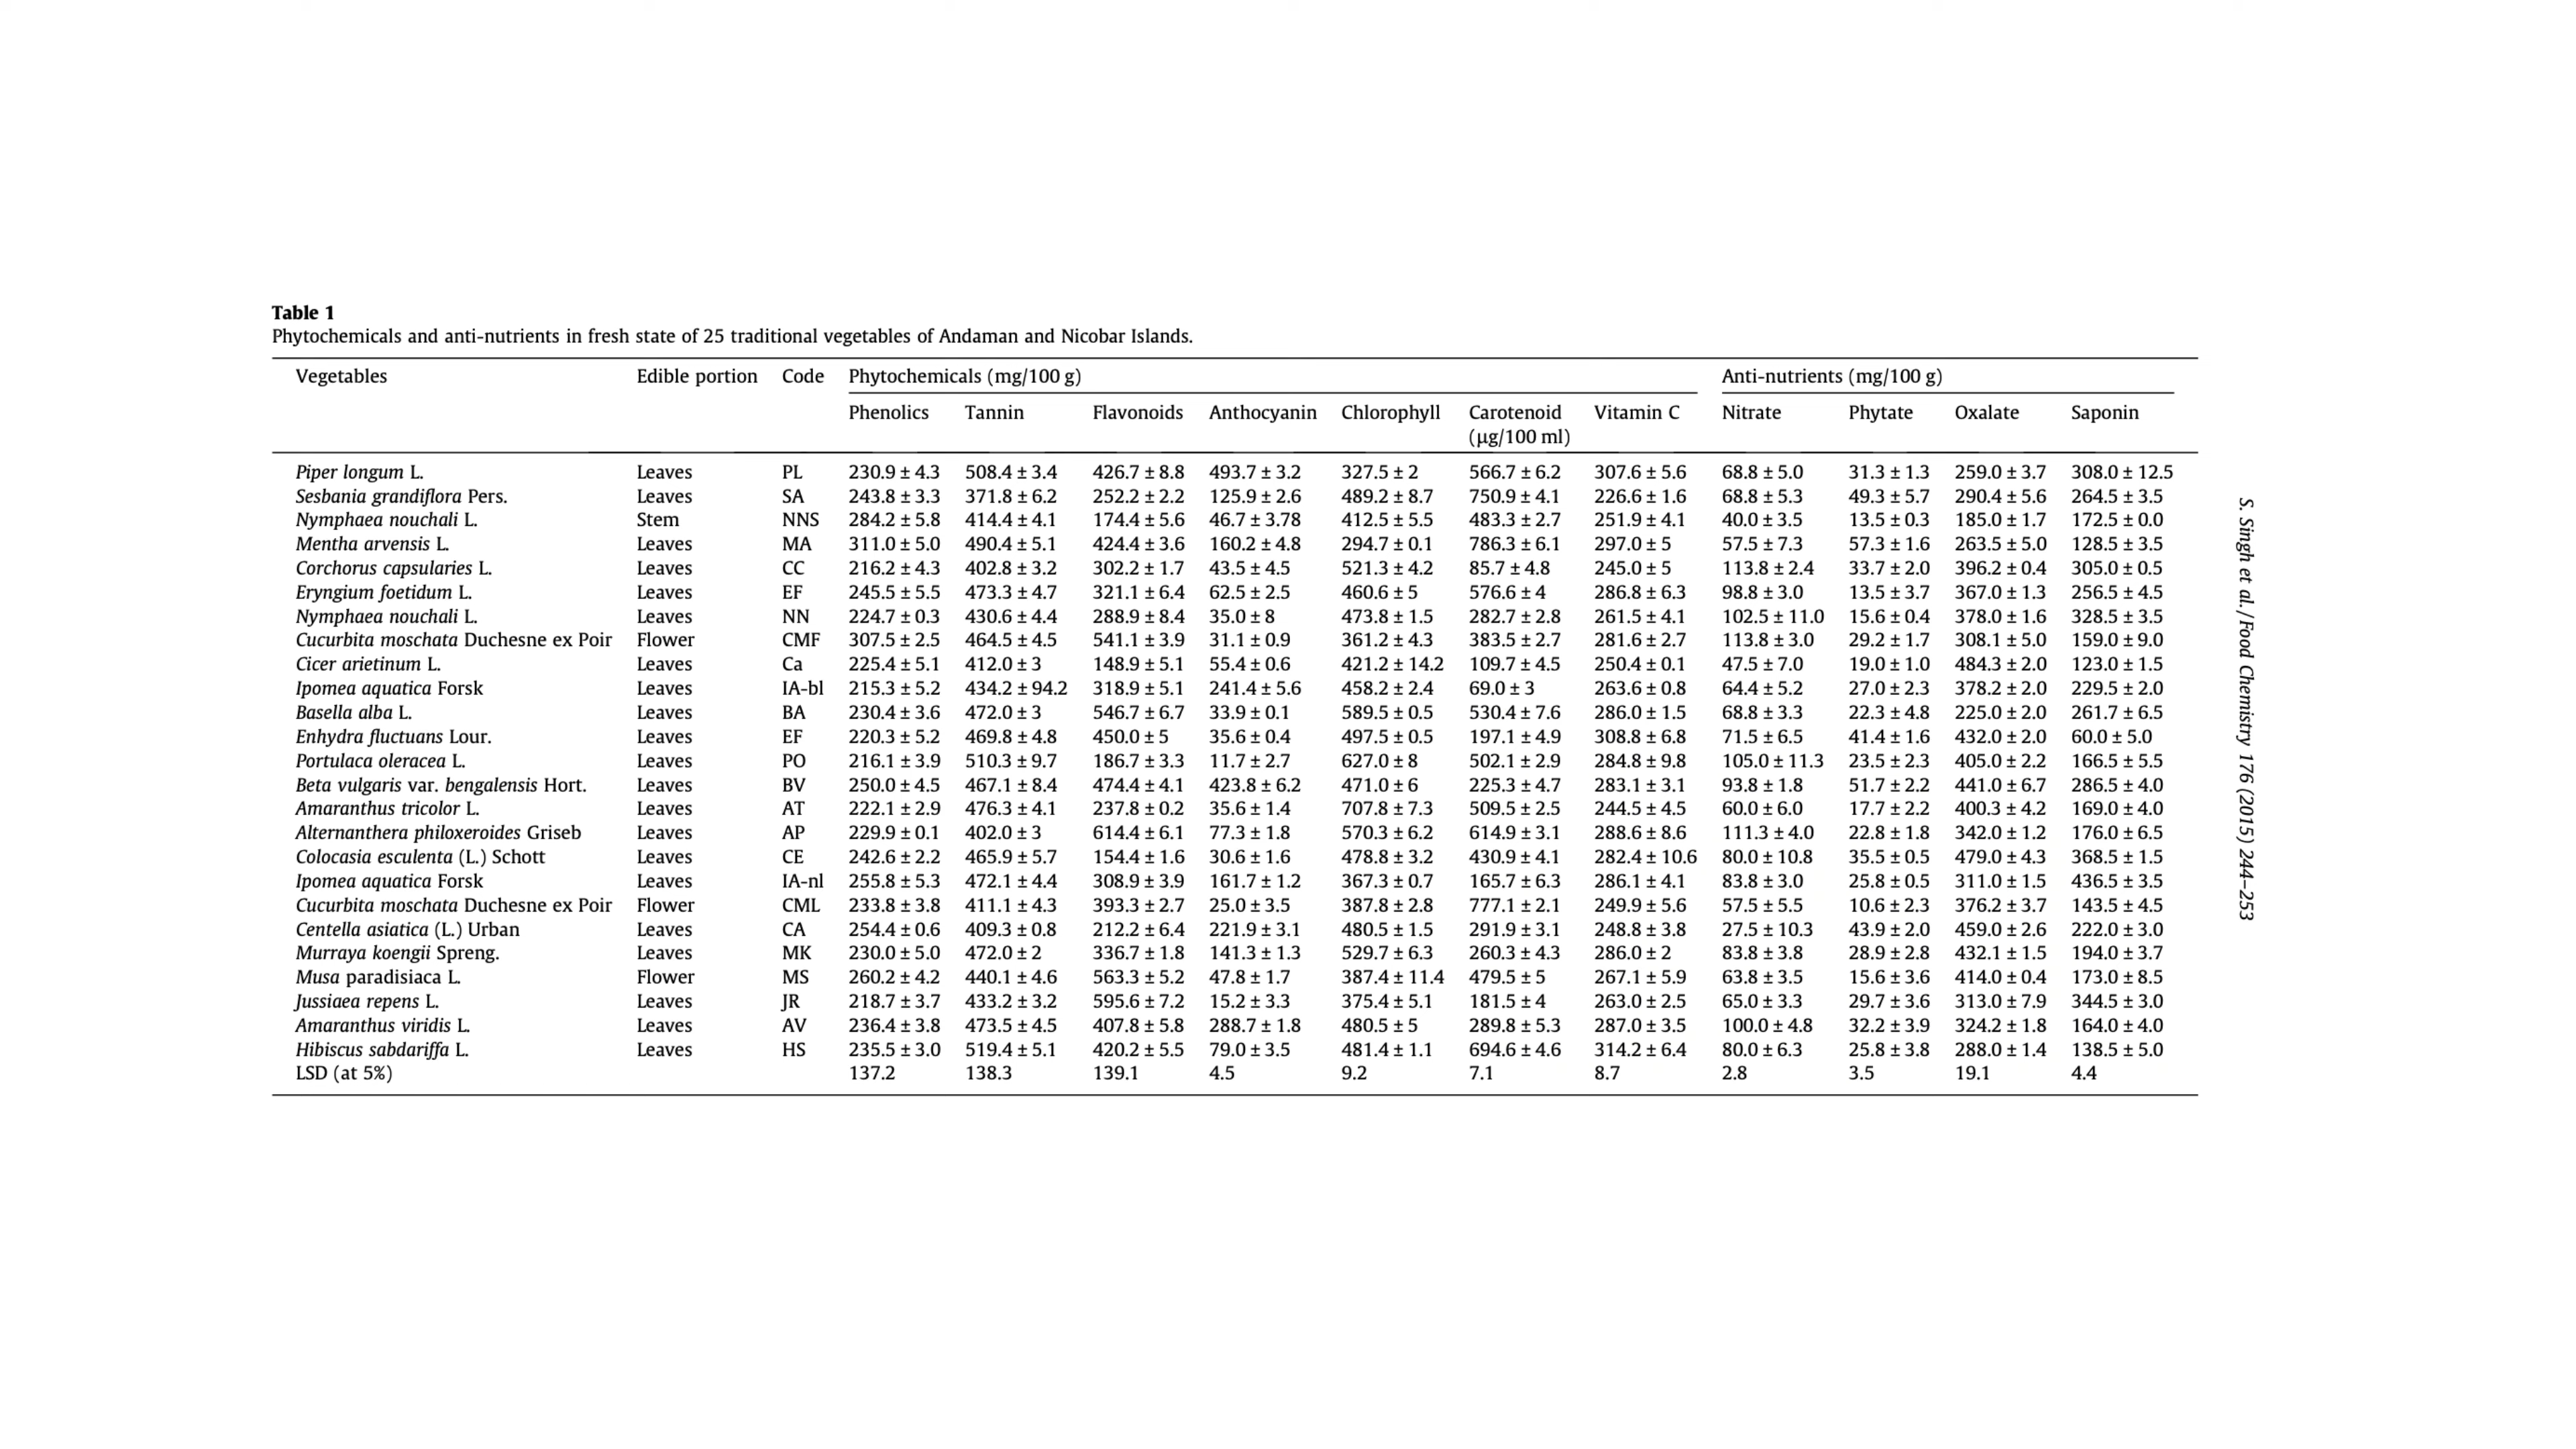 Table 1
Phytochemicals and anti-nutrients in fresh state of 25 traditional vegetables of Andaman and Nicobar Islands.
Vegetables Edible portion Code Phytochemicals (mg/100 g) Anti-nutrients (mg/100 g)
Phenolics Tannin Flavonoids Anthocyanin Chlorophyll Carotenoid Vitamin C Nitrate Phytate Oxalate Saponin
(μg/100 ml)
Piper longum L. Leaves PL 230.9 ± 4.3 508.4 ± 3.4 426.7 ± 8.8 493.7 ± 3.2 327.5 ± 2 566.7 ± 6.2 307.6 ± 5.6 68.8 ± 5.0 31.3 ± 1.3 259.0 ± 3.7 308.0 ± 12.5
Sesbania grandiflora Pers. Leaves SA 243.8 ± 3.3 371.8 ± 6.2 252.2 ± 2.2 125.9 ± 2.6 489.2 ± 8.7 750.9 ± 4.1 226.6 ± 1.6 68.8 ± 5.3 49.3 ± 5.7 290.4 ± 5.6 264.5 ± 3.5
Nymphaea nouchali L. Stem NNS 284.2 ± 5.8 414.4 ± 4.1 174.4 ± 5.6 46.7 ± 3.78 412.5 ± 5.5 483.3 ± 2.7 251.9 ± 4.1 40.0 ± 3.5 13.5 ± 0.3 185.0 ± 1.7 172.5 ± 0.0
Mentha arvensis L. Leaves MA 311.0 ± 5.0 490.4 ± 5.1 424.4 ± 3.6 160.2 ± 4.8 294.7 ± 0.1 786.3 ± 6.1 297.0 ± 5 57.5 ± 7.3 57.3 ± 1.6 263.5 ± 5.0 128.5 ± 3.5
Corchorus capsularies L. Leaves CC 216.2 ± 4.3 402.8 ± 3.2 302.2 ± 1.7 43.5 ± 4.5 521.3 ± 4.2 85.7 ± 4.8 245.0 ± 5 113.8 ± 2.4 33.7 ± 2.0 396.2 ± 0.4 305.0 ± 0.5
Eryngium foetidum L. Leaves EF 245.5 ± 5.5 473.3 ± 4.7 321.1 ± 6.4 62.5 ± 2.5 460.6 ± 5 576.6 ± 4 286.8 ± 6.3 98.8 ± 3.0 13.5 ± 3.7 367.0 ± 1.3 256.5 ± 4.5
Nymphaea nouchali L. Leaves NN 224.7 ± 0.3 430.6 ± 4.4 288.9 ± 8.4 35.0 ± 8 473.8 ± 1.5 282.7 ± 2.8 261.5 ± 4.1 102.5 ± 11.0 15.6 ± 0.4 378.0 ± 1.6 328.5 ± 3.5
Cucurbita moschata Duchesne ex Poir Flower CMF 307.5 ± 2.5 464.5 ± 4.5 541.1 ± 3.9 31.1 ± 0.9 361.2 ± 4.3 383.5 ± 2.7 281.6 ± 2.7 113.8 ± 3.0 29.2 ± 1.7 308.1 ± 5.0 159.0 ± 9.0
Cicer arietinum L. Leaves Ca 225.4 ± 5.1 412.0 ± 3 148.9 ± 5.1 55.4 ± 0.6 421.2 ± 14.2 109.7 ± 4.5 250.4 ± 0.1 47.5 ± 7.0 19.0 ± 1.0 484.3 ± 2.0 123.0 ± 1.5
Ipomea aquatica Forsk Leaves IA-bl 215.3 ± 5.2 434.2 ± 94.2 318.9 ± 5.1 241.4 ± 5.6 458.2 ± 2.4 69.0 ± 3 263.6 ± 0.8 64.4 ± 5.2 27.0 ± 2.3 378.2 ± 2.0 229.5 ± 2.0
Basella alba L. Leaves BA 230.4 ± 3.6 472.0 ± 3 546.7 ± 6.7 33.9 ± 0.1 589.5 ± 0.5 530.4 ± 7.6 286.0 ± 1.5 68.8 ± 3.3 22.3 ± 4.8 225.0 ± 2.0 261.7 ± 6.5
Enhydra fluctuans Lour. Leaves EF 220.3 ± 5.2 469.8 ± 4.8 450.0 ± 5 35.6 ± 0.4 497.5 ± 0.5 197.1 ± 4.9 308.8 ± 6.8 71.5 ± 6.5 41.4 ± 1.6 432.0 ± 2.0 60.0 ± 5.0
Portulaca oleracea L. Leaves PO 216.1 ± 3.9 510.3 ± 9.7 186.7 ± 3.3 11.7 ± 2.7 627.0 ± 8 502.1 ± 2.9 284.8 ± 9.8 105.0 ± 11.3 23.5 ± 2.3 405.0 ± 2.2 166.5 ± 5.5
Beta vulgaris var. bengalensis Hort. Leaves BV 250.0 ± 4.5 467.1 ± 8.4 474.4 ± 4.1 423.8 ± 6.2 471.0 ± 6 225.3 ± 4.7 283.1 ± 3.1 93.8 ± 1.8 51.7 ± 2.2 441.0 ± 6.7 286.5 ± 4.0
Amaranthus tricolor L. Leaves AT 222.1 ± 2.9 476.3 ± 4.1 237.8 ± 0.2 35.6 ± 1.4 707.8 ± 7.3 509.5 ± 2.5 244.5 ± 4.5 60.0 ± 6.0 17.7 ± 2.2 400.3 ± 4.2 169.0 ± 4.0
Alternanthera philoxeroides Griseb Leaves AP 229.9 ± 0.1 402.0 ± 3 614.4 ± 6.1 77.3 ± 1.8 570.3 ± 6.2 614.9 ± 3.1 288.6 ± 8.6 111.3 ± 4.0 22.8 ± 1.8 342.0 ± 1.2 176.0 ± 6.5
Colocasia esculenta (L.) Schott Leaves CE 242.6 ± 2.2 465.9 ± 5.7 154.4 ± 1.6 30.6 ± 1.6 478.8 ± 3.2 430.9 ± 4.1 282.4 ± 10.6 80.0 ± 10.8 35.5 ± 0.5 479.0 ± 4.3 368.5 ± 1.5
Ipomea aquatica Forsk Leaves IA-nl 255.8 ± 5.3 472.1 ± 4.4 308.9 ± 3.9 161.7 ± 1.2 367.3 ± 0.7 165.7 ± 6.3 286.1 ± 4.1 83.8 ± 3.0 25.8 ± 0.5 311.0 ± 1.5 436.5 ± 3.5
Cucurbita moschata Duchesne ex Poir Flower CML 233.8 ± 3.8 411.1 ± 4.3 393.3 ± 2.7 25.0 ± 3.5 387.8 ± 2.8 777.1 ± 2.1 249.9 ± 5.6 57.5 ± 5.5 10.6 ± 2.3 376.2 ± 3.7 143.5 ± 4.5
Centella asiatica (L.) Urban Leaves CA 254.4 ± 0.6 409.3 ± 0.8 212.2 ± 6.4 221.9 ± 3.1 480.5 ± 1.5 291.9 ± 3.1 248.8 ± 3.8 27.5 ± 10.3 43.9 ± 2.0 459.0 ± 2.6 222.0 ± 3.0
Murraya koengii Spreng. Leaves MK 230.0 ± 5.0 472.0 ± 2 336.7 ± 1.8 141.3 ± 1.3 529.7 ± 6.3 260.3 ± 4.3 286.0 ± 2 83.8 ± 3.8 28.9 ± 2.8 432.1 ± 1.5 194.0 ± 3.7
Musa paradisiaca L. Flower MS 260.2 ± 4.2 440.1 ± 4.6 563.3 ± 5.2 47.8 ± 1.7 387.4 ± 11.4 479.5 ± 5 267.1 ± 5.9 63.8 ± 3.5 15.6 ± 3.6 414.0 ± 0.4 173.0 ± 8.5
Jussiaea repens L. Leaves JR 218.7 ± 3.7 433.2 ± 3.2 595.6 ± 7.2 15.2 ± 3.3 375.4 ± 5.1 181.5 ± 4 263.0 ± 2.5 65.0 ± 3.3 29.7 ± 3.6 313.0 ± 7.9 344.5 ± 3.0
Amaranthus viridis L. Leaves AV 236.4 ± 3.8 473.5 ± 4.5 407.8 ± 5.8 288.7 ± 1.8 480.5 ± 5 289.8 ± 5.3 287.0 ± 3.5 100.0 ± 4.8 32.2 ± 3.9 324.2 ± 1.8 164.0 ± 4.0
Hibiscus sabdariffa L. Leaves HS 235.5 ± 3.0 519.4 ± 5.1 420.2 ± 5.5 79.0 ± 3.5 481.4 ± 1.1 694.6 ± 4.6 314.2 ± 6.4 80.0 ± 6.3 25.8 ± 3.8 288.0 ± 1.4 138.5 ± 5.0
LSD (at 5%) 137.2 138.3 139.1 4.5 9.2 7.1 8.7 2.8 3.5 19.1 4.4
S. Singh et al. / Food Chemistry 176 (2015) 244–253